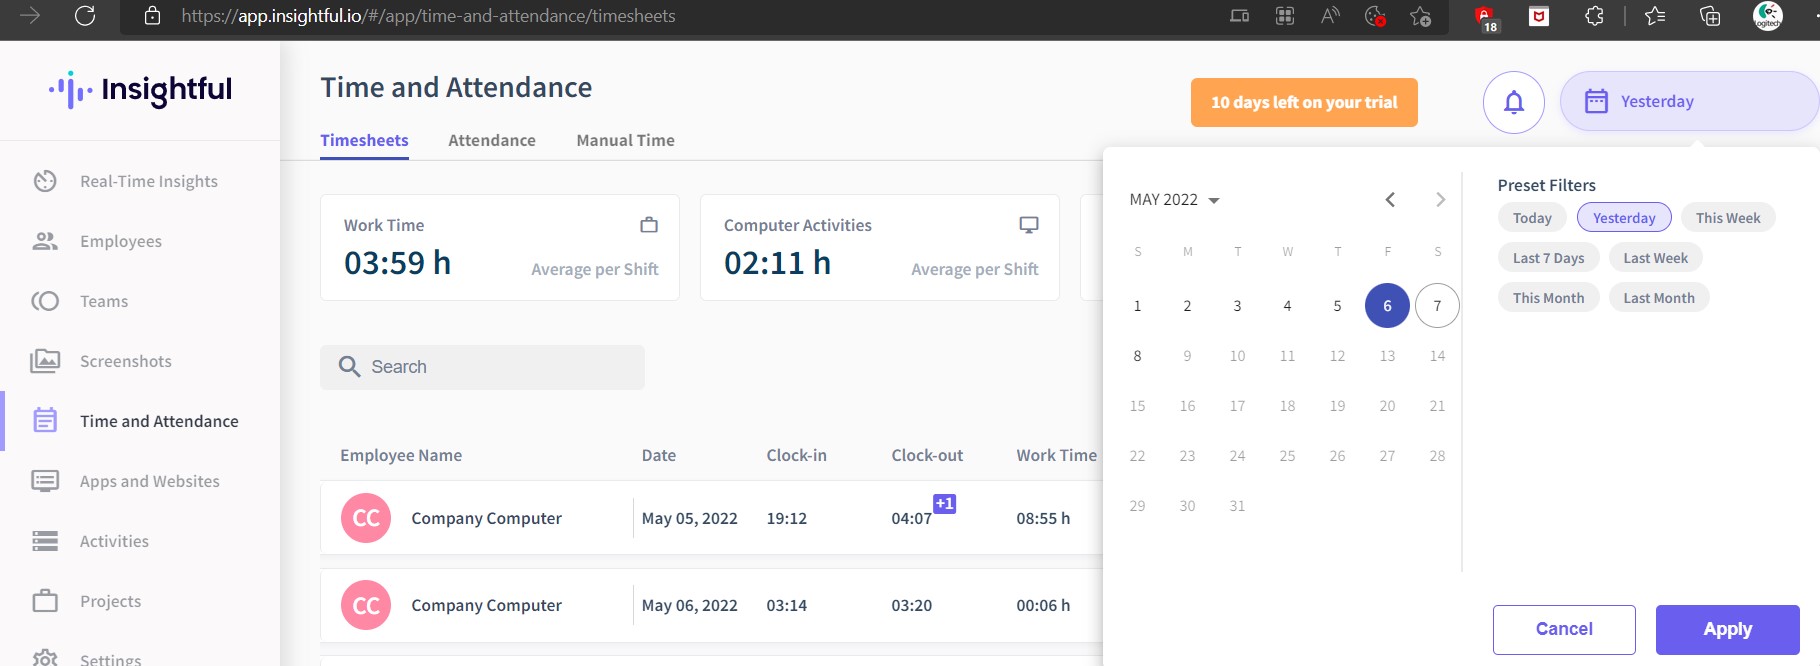 https://app.insightful.io/#/app/time-and-attendance/timesheets
18
Insightful
Real-Time Insights
Employees
Teams
Screenshots
Time and Attendance
Apps and Websites
Activities
Projects
Settings
Time and Attendance
10 days left on your trial
Yesterday
Timesheets Attendance Manual Time
Work Time
03:59 h Average per Shift
Computer Activities
02:11 h Average per Shift
Search
Employee Name Date Clock-in Clock-out Work Time
CC Company Computer May 05, 2022 19:12 04:07 +1 08:55 h
CC Company Computer May 06, 2022 03:14 03:20 00:06 h
MAY 2022
S M T W T F S
1 2 3 4 5 6 7
8 9 10 11 12 13 14
15 16 17 18 19 20 21
22 23 24 25 26 27 28
29 30 31
Preset Filters
Today Yesterday This Week
Last 7 Days Last Week
This Month Last Month
Cancel Apply